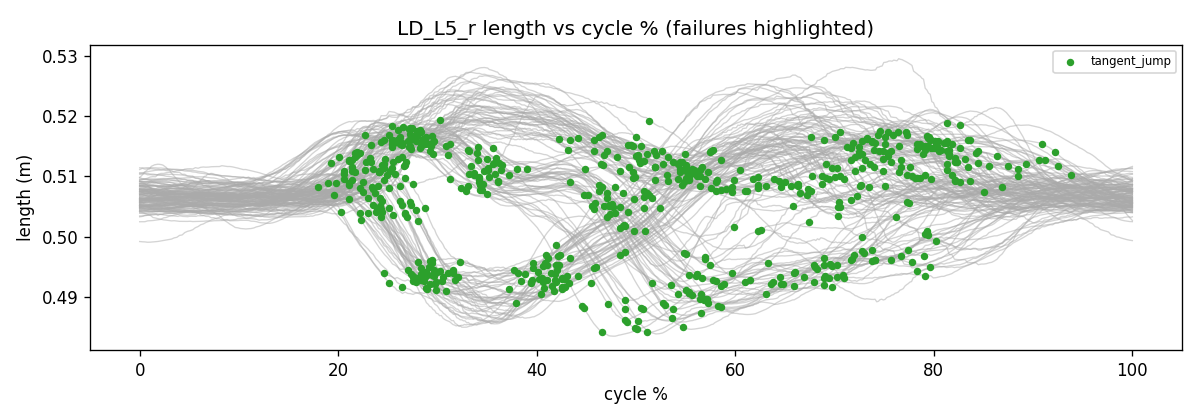 LD_L5_r length vs cycle % (failures highlighted)
tangent_jump
length (m)
0.53
0.52
0.51
0.50
0.49
0 20 40 60 80 100
cycle %